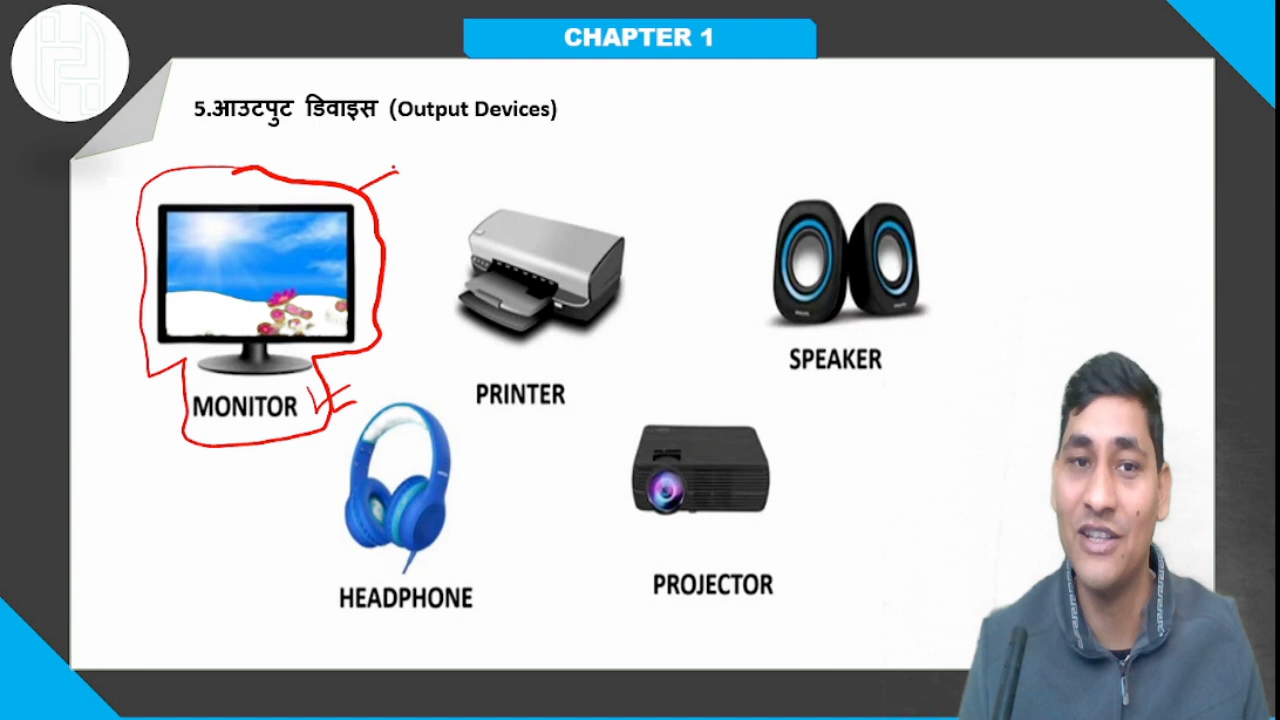 CHAPTER 1
5.आउटपुट डिवाइस (Output Devices)
MONITOR
PRINTER
SPEAKER
HEADPHONE
PROJECTOR